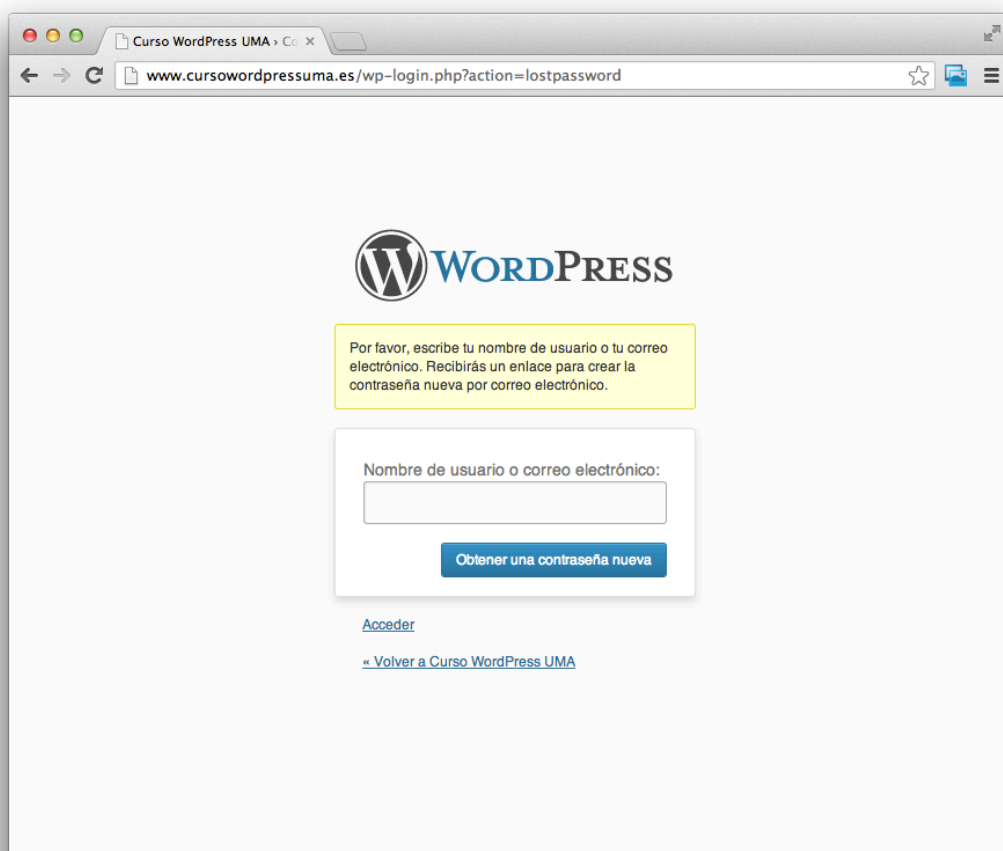 Curso WordPress UMA › Co
www.cursowordpressuma.es/wp-login.php?action=lostpassword
WORDPRESS
Por favor, escribe tu nombre de usuario o tu correo
electrónico. Recibirás un enlace para crear la
contraseña nueva por correo electrónico.
Nombre de usuario o correo electrónico:
Obtener una contraseña nueva
Acceder
« Volver a Curso WordPress UMA